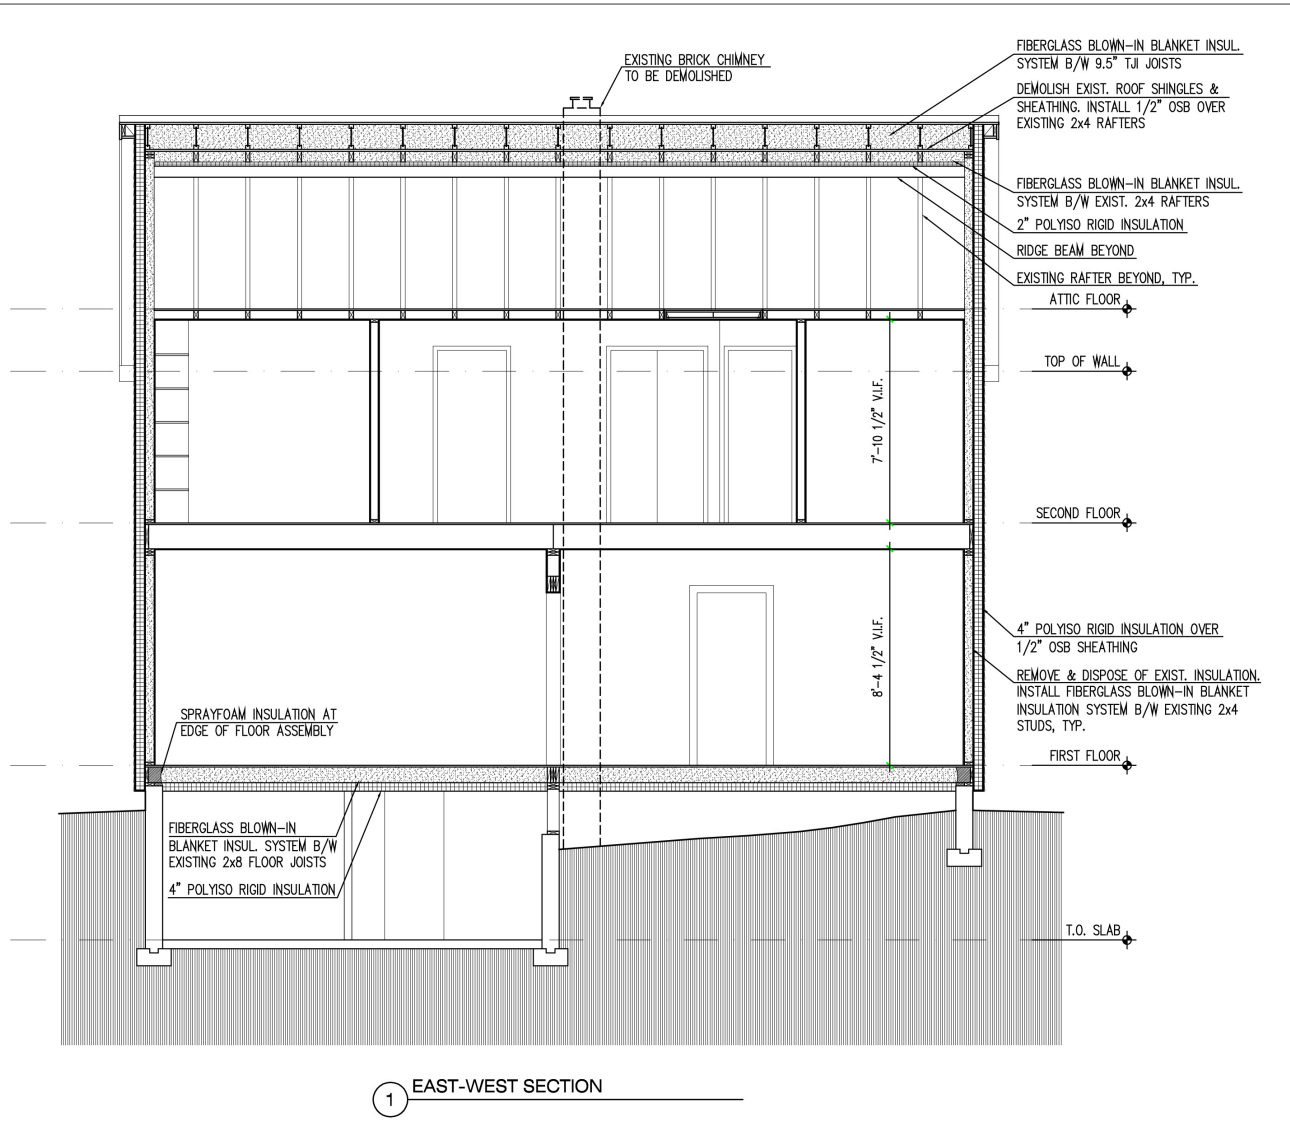 EXISTING BRICK CHIMNEY
TO BE DEMOLISHED
FIBERGLASS BLOWN-IN BLANKET INSUL.
SYSTEM B/W 9.5" TJI JOISTS
DEMOLISH EXIST. ROOF SHINGLES &
SHEATHING. INSTALL 1/2" OSB OVER
EXISTING 2x4 RAFTERS
FIBERGLASS BLOWN-IN BLANKET INSUL.
SYSTEM B/W EXIST. 2x4 RAFTERS
2" POLYISO RIGID INSULATION
RIDGE BEAM BEYOND
EXISTING RAFTER BEYOND, TYP.
ATTIC FLOOR
TOP OF WALL
7'-10 1/2" V.I.F.
SECOND FLOOR
8'-4 1/2" V.I.F.
4" POLYISO RIGID INSULATION OVER
1/2" OSB SHEATHING
REMOVE & DISPOSE OF EXIST. INSULATION.
INSTALL FIBERGLASS BLOWN-IN BLANKET
INSULATION SYSTEM B/W EXISTING 2x4
STUDS, TYP.
SPRAYFOAM INSULATION AT
EDGE OF FLOOR ASSEMBLY
FIRST FLOOR
FIBERGLASS BLOWN-IN
BLANKET INSUL. SYSTEM B/W
EXISTING 2x8 FLOOR JOISTS
4" POLYISO RIGID INSULATION
T.O. SLAB
1 EAST-WEST SECTION